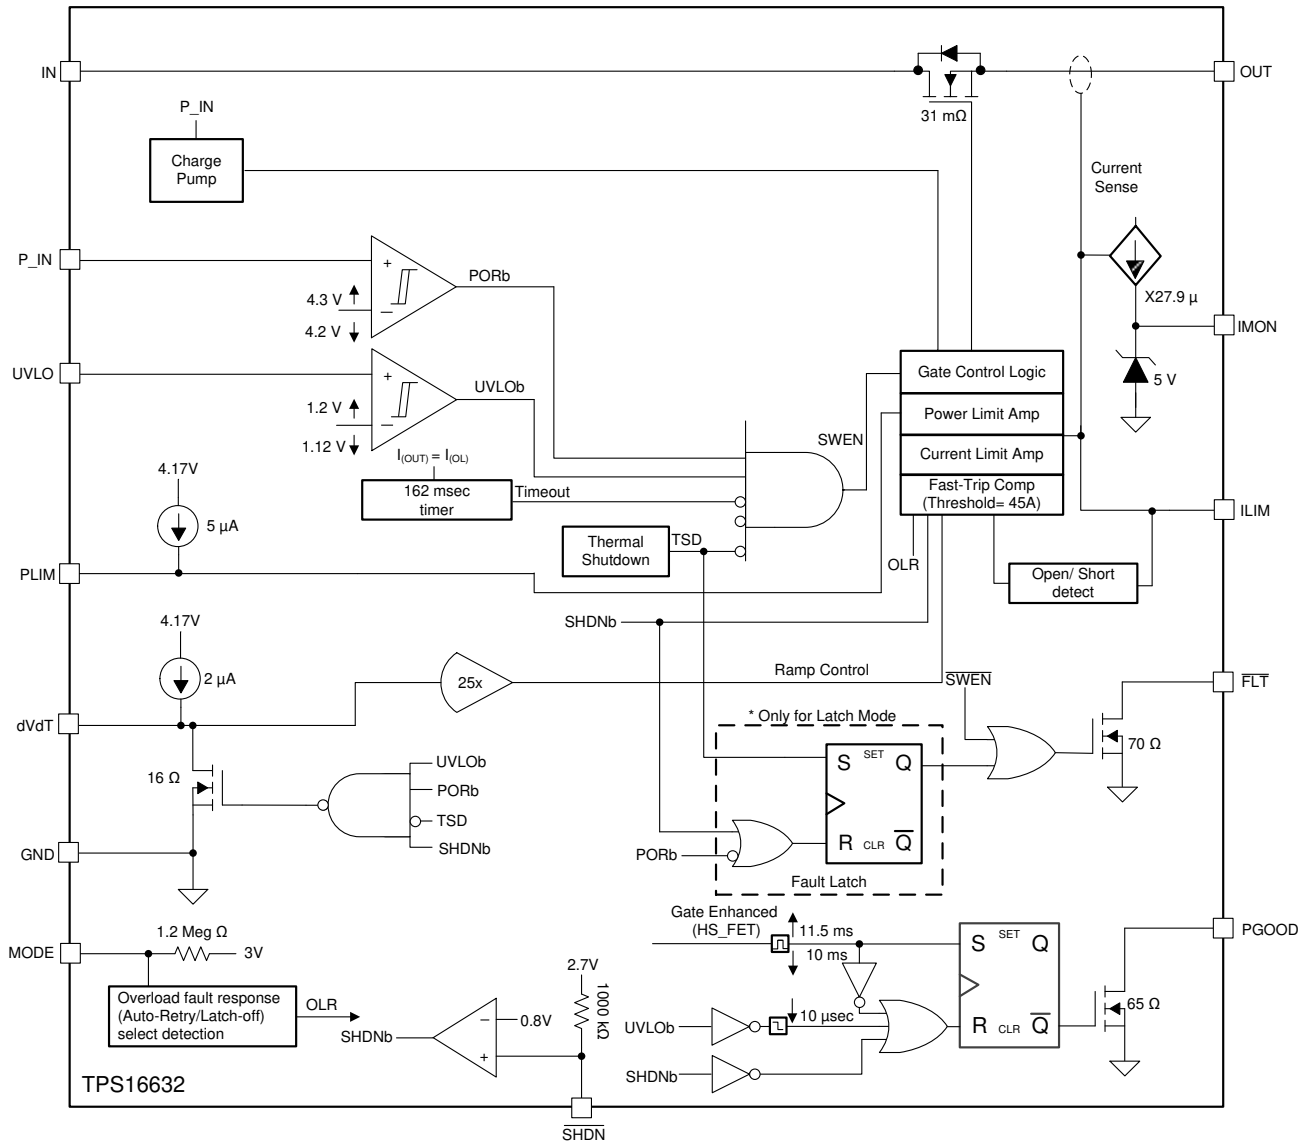 IN
OUT
31 mΩ
P_IN
Charge
Pump
Current
Sense
P_IN
+
−
PORb
4.3 V
4.2 V
X27.9 µ
IMON
5 V
UVLO
+
−
UVLOb
1.2 V
1.12 V
Gate Control Logic
Power Limit Amp
Current Limit Amp
Fast-Trip Comp
(Threshold= 45A)
SWEN
I(OUT) = I(OL)
162 msec
timer
Timeout
4.17V
5 µA
Thermal
Shutdown
TSD
ILIM
OLR
Open/ Short
detect
PLIM
SHDNb
4.17V
2 µA
25x
Ramp Control
SWEN
FLT
dVdT
* Only for Latch Mode
S
SET
Q
R
CLR
Q
70 Ω
16 Ω
UVLOb
PORb
TSD
SHDNb
GND
PORb
Fault Latch
Gate Enhanced
(HS_FET)
11.5 ms
10 ms
S
SET
Q
R
CLR
Q
PGOOD
MODE
1.2 Meg Ω
3V
Overload fault response
(Auto-Retry/Latch-off)
select detection
OLR
2.7V
1000 KΩ
SHDNb
−
+
0.8V
UVLOb
10 µsec
SHDNb
65 Ω
TPS16632
SHDN